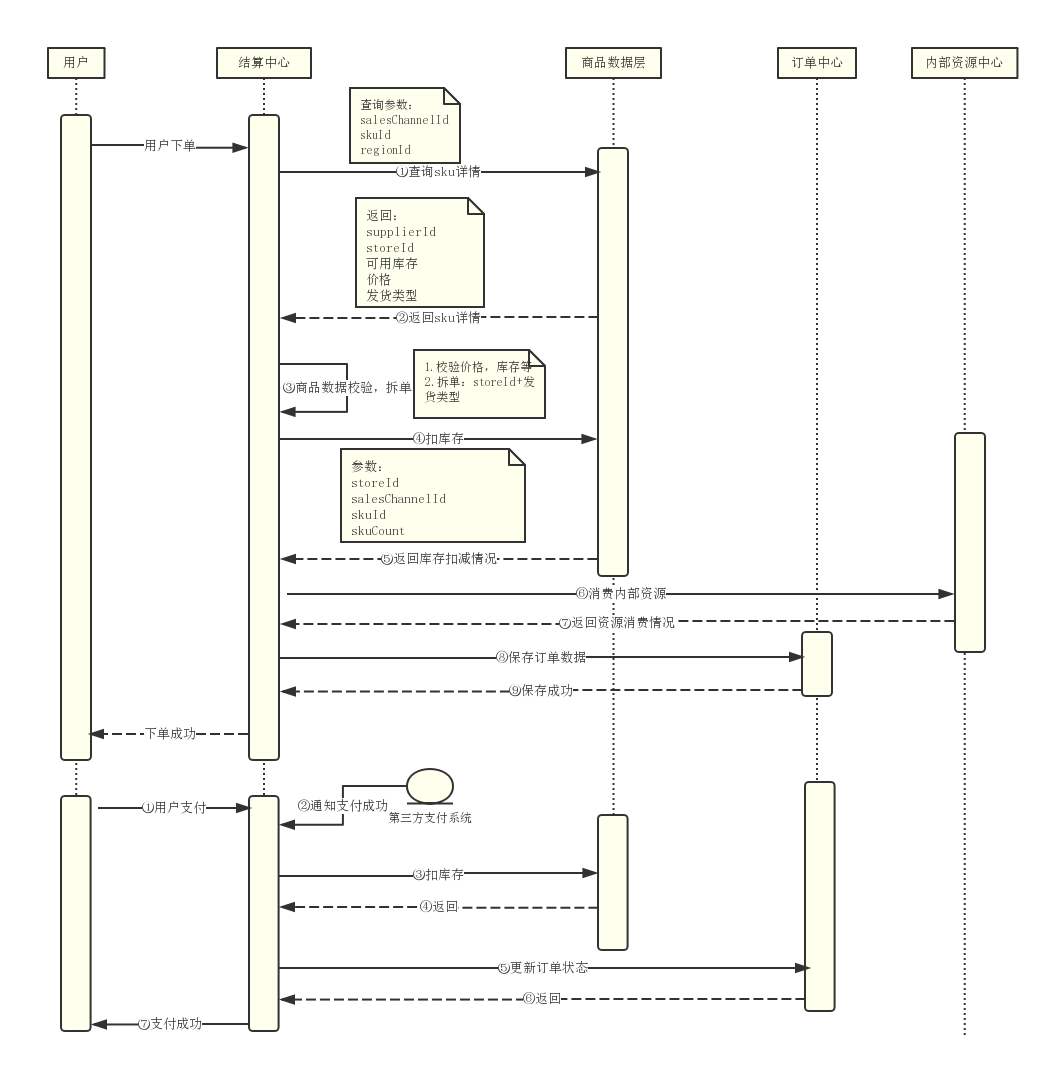 用户
结算中心
商品数据层
订单中心
内部资源中心
查询参数:
salesChannelId
skuId
regionId
用户下单
①查询sku详情
返回:
supplierId
storeId
可用库存
价格
发货类型
②返回sku详情
③商品数据校验，拆单
1.校验价格，库存等
2.拆单：storeId+发
货类型
④扣库存
参数:
storeId
salesChannelId
skuId
skuCount
⑤返回库存扣减情况
⑥消费内部资源
⑦返回资源消费情况
⑧保存订单数据
⑨保存成功
下单成功
①用户支付
②通知支付成功
第三方支付系统
③扣库存
④返回
⑤更新订单状态
⑥返回
⑦支付成功